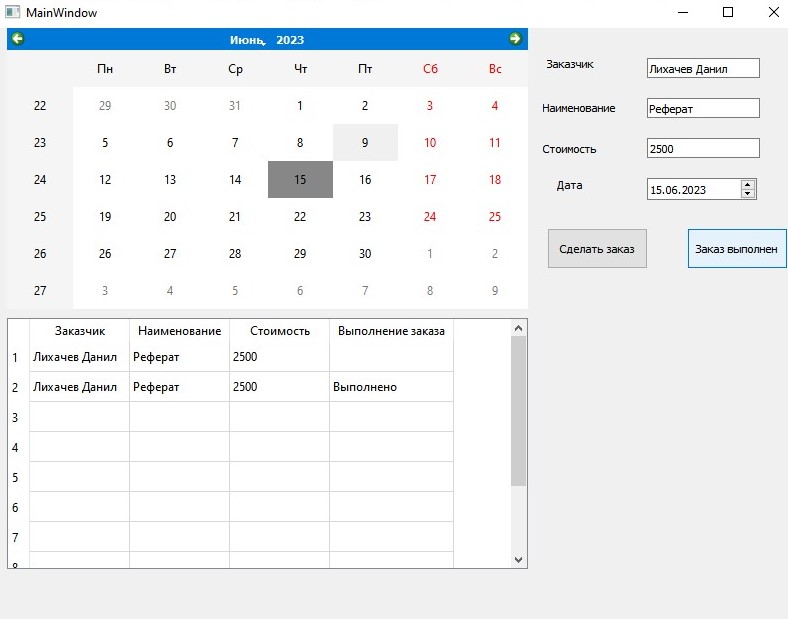 MainWindow
Июнь, 2023
Пн Вт Ср Чт Пт Сб Вс
22 29 30 31 1 2 3 4
23 5 6 7 8 9 10 11
24 12 13 14 15 16 17 18
25 19 20 21 22 23 24 25
26 26 27 28 29 30 1 2
27 3 4 5 6 7 8 9
Заказчик Лихачев Данил
Наименование Реферат
Стоимость 2500
Дата 15.06.2023
Сделать заказ Заказ выполнен
Заказчик Наименование Стоимость Выполнение заказа
1 Лихачев Данил Реферат 2500
2 Лихачев Данил Реферат 2500 Выполнено
3
4
5
6
7
8